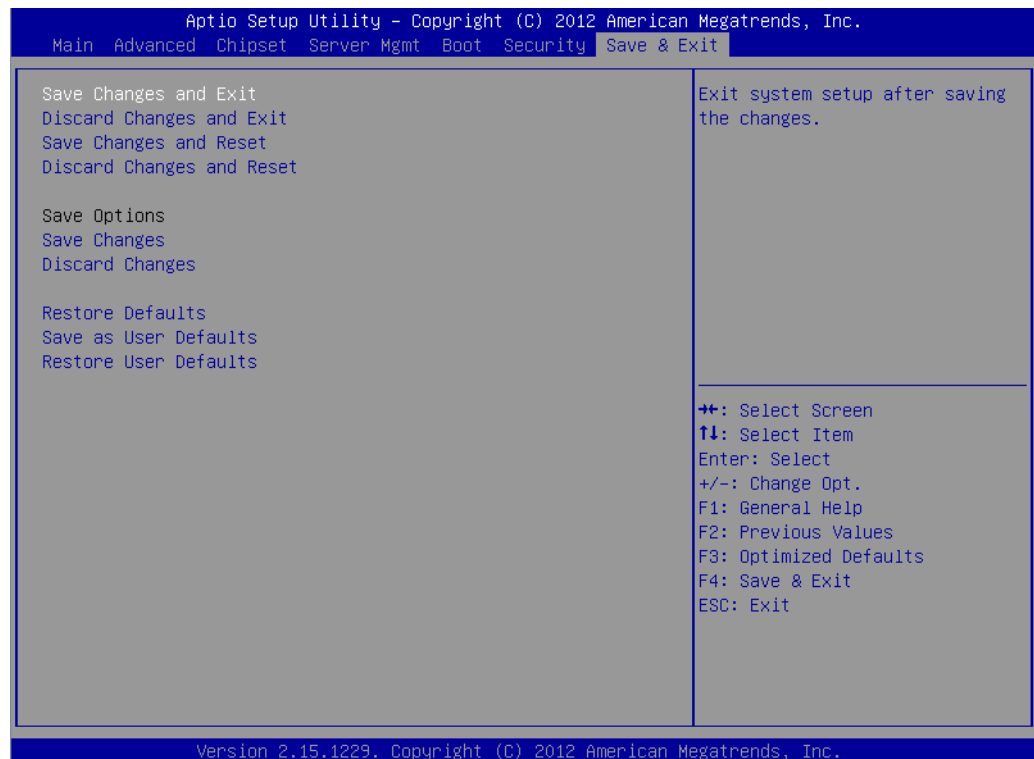 Aptio Setup Utility – Copyright (C) 2012 American Megatrends, Inc.
Main Advanced Chipset Server Mgmt Boot Security Save & Exit
Save Changes and Exit
Discard Changes and Exit
Save Changes and Reset
Discard Changes and Reset
Save Options
Save Changes
Discard Changes
Restore Defaults
Save as User Defaults
Restore User Defaults
Exit system setup after saving
the changes.
→←: Select Screen
↑↓: Select Item
Enter: Select
+/-: Change Opt.
F1: General Help
F2: Previous Values
F3: Optimized Defaults
F4: Save & Exit
ESC: Exit
Version 2.15.1229. Copyright (C) 2012 American Megatrends, Inc.